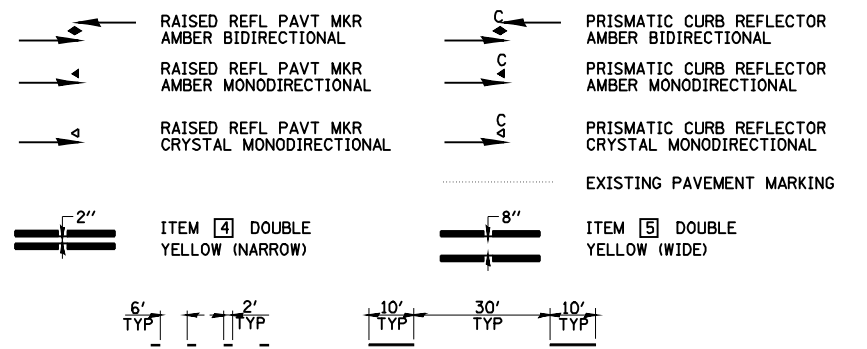 RAISED REFL PAVT MKR
AMBER BIDIRECTIONAL
C
PRISMATIC CURB REFLECTOR
AMBER BIDIRECTIONAL
RAISED REFL PAVT MKR
AMBER MONODIRECTIONAL
C
PRISMATIC CURB REFLECTOR
AMBER MONODIRECTIONAL
RAISED REFL PAVT MKR
CRYSTAL MONODIRECTIONAL
C
PRISMATIC CURB REFLECTOR
CRYSTAL MONODIRECTIONAL
EXISTING PAVEMENT MARKING
2"
ITEM 4 DOUBLE
YELLOW (NARROW)
8"
ITEM 5 DOUBLE
YELLOW (WIDE)
6'
TYP
2'
TYP
10'
TYP
30'
TYP
10'
TYP